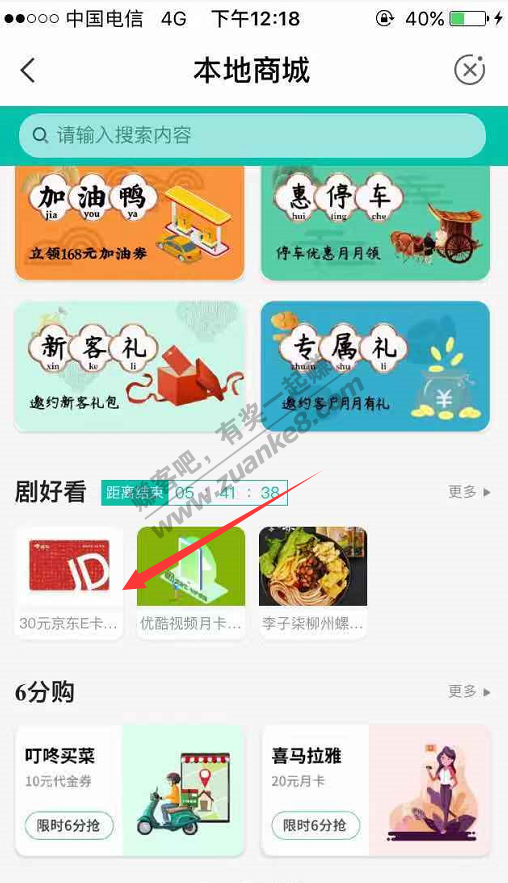 中国电信 4G 下午12:18 40%
本地商城
请输入搜索内容
加油鸭
jia you ya
立领168元加油券
惠停车
hui ting che
停车优惠月月领
新客礼
xin ke li
邀约新客礼包
专属礼
zhuan shu li
邀约客户月月有礼
赚客吧，有奖一起赚
www.zuanke8.com
剧好看 距离结束 05 : 41 : 38 更多
JD
30元京东E卡...
优酷视频月卡...
李子柒柳州螺...
6分购 更多
叮咚买菜
10元代金券
限时6分抢
喜马拉雅
20元月卡
限时6分抢